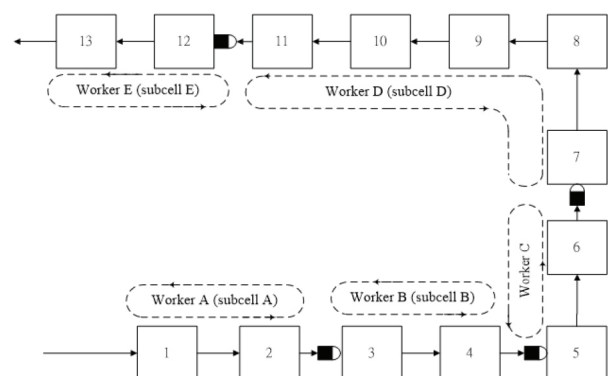 13
12
11
10
9
8
Worker E (subcell E)
Worker D (subcell D)
7
6
Worker C
Worker A (subcell A)
Worker B (subcell B)
1
2
3
4
5